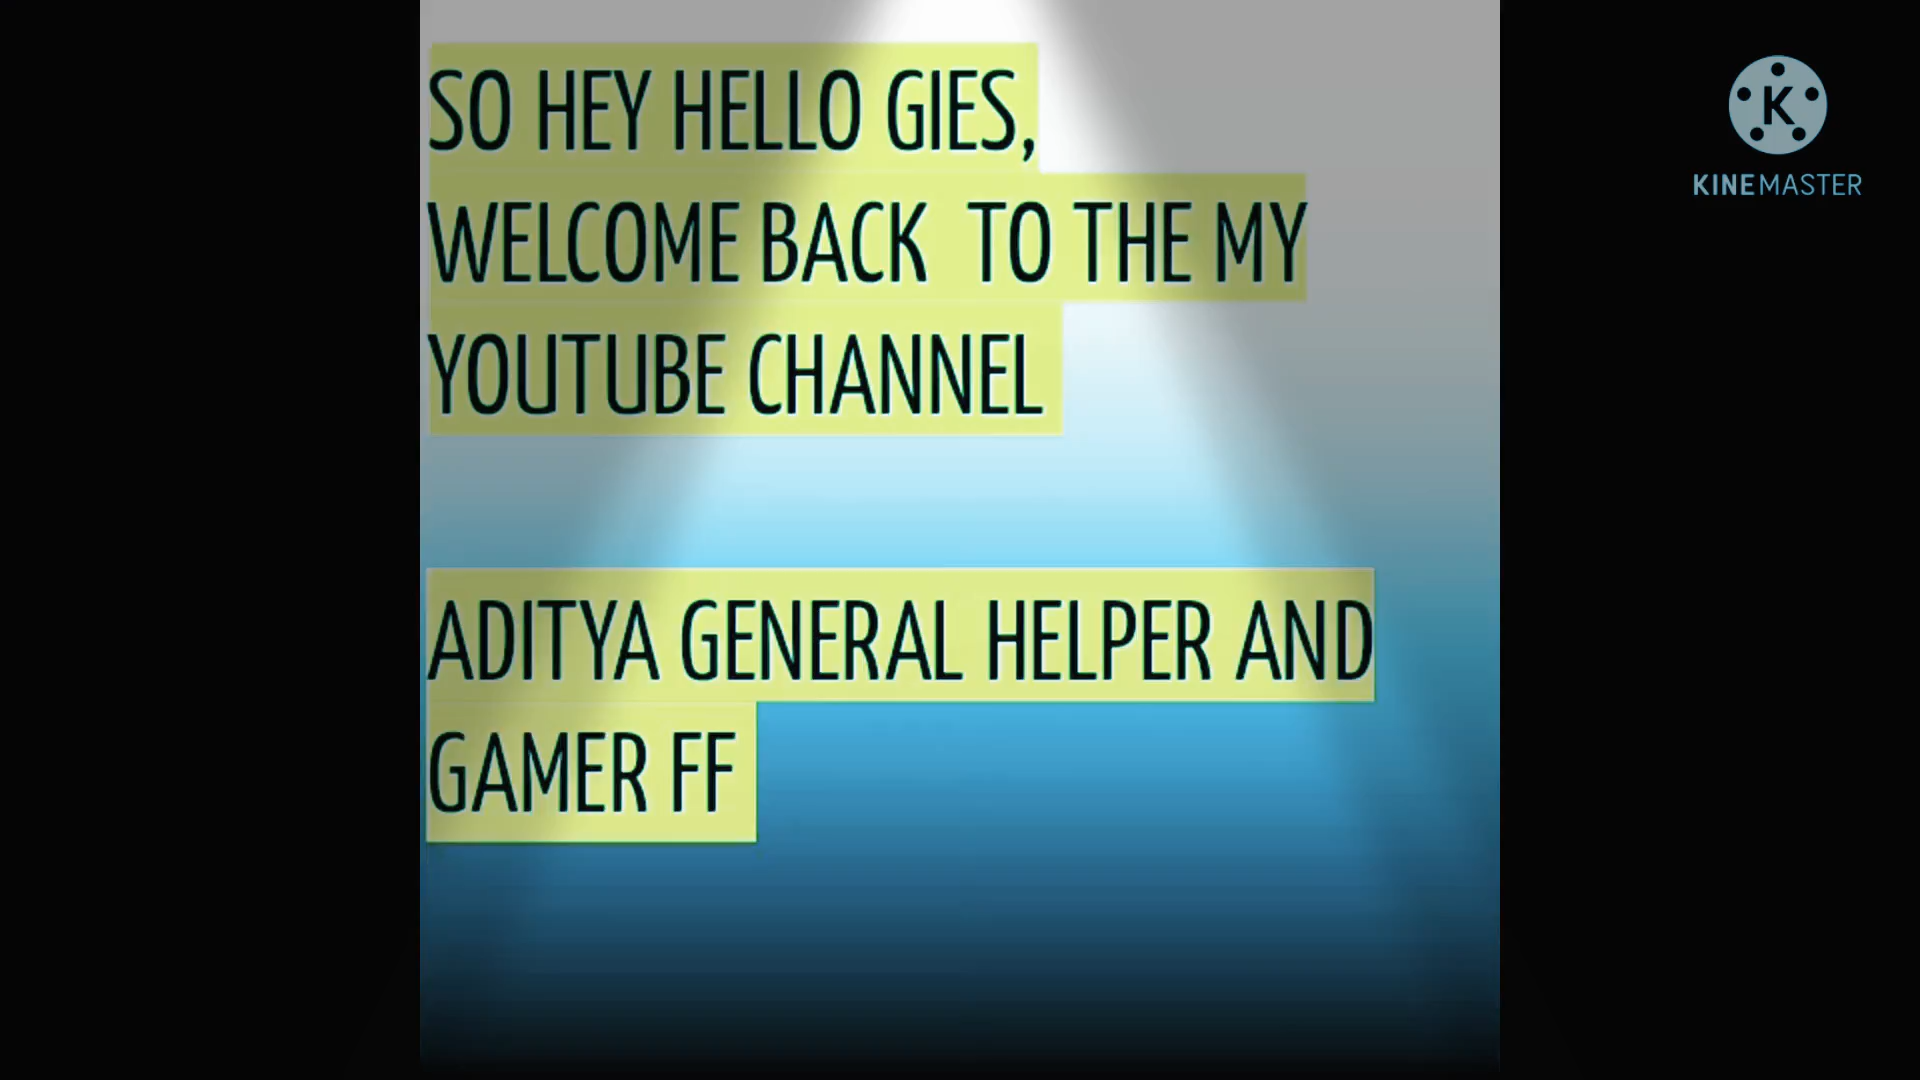 SO HEY HELLO GIES,
WELCOME BACK  TO THE MY
YOUTUBE CHANNEL
ADITYA GENERAL HELPER AND
GAMER FF
K
KINEMASTER